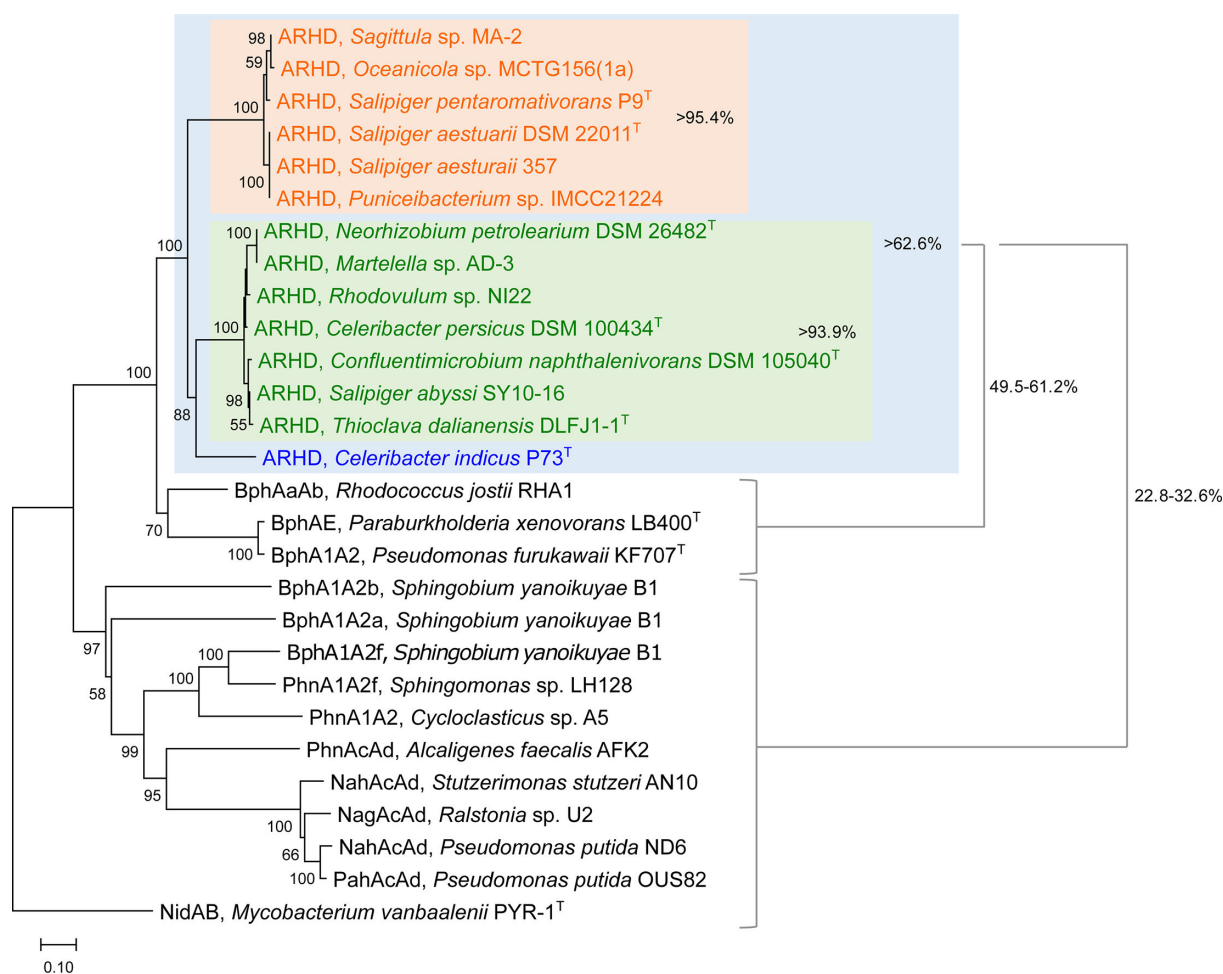 98
ARHD, Sagittula sp. MA-2
59
ARHD, Oceanicola sp. MCTG156(1a)
100
ARHD, Salipiger pentaromativorans P9T
>95.4%
ARHD, Salipiger aestuarii DSM 22011T
ARHD, Salipiger aesturaii 357
100
ARHD, Puniceibacterium sp. IMCC21224
100
ARHD, Neorhizobium petrolearium DSM 26482T
100
>62.6%
ARHD, Martelella sp. AD-3
ARHD, Rhodovulum sp. NI22
100
ARHD, Celeribacter persicus DSM 100434T
>93.9%
ARHD, Confluentimicrobium naphthalenivorans DSM 105040T
100
49.5-61.2%
98
ARHD, Salipiger abyssi SY10-16
88
55
ARHD, Thioclava dalianensis DLFJ1-1T
ARHD, Celeribacter indicus P73T
BphAaAb, Rhodococcus jostii RHA1
22.8-32.6%
70
BphAE, Paraburkholderia xenovorans LB400T
100
BphA1A2, Pseudomonas furukawaii KF707T
BphA1A2b, Sphingobium yanoikuyae B1
BphA1A2a, Sphingobium yanoikuyae B1
97
100
BphA1A2f, Sphingobium yanoikuyae B1
100
58
PhnA1A2f, Sphingomonas sp. LH128
PhnA1A2, Cycloclasticus sp. A5
99
PhnAcAd, Alcaligenes faecalis AFK2
95
NahAcAd, Stutzerimonas stutzeri AN10
100
NagAcAd, Ralstonia sp. U2
66
NahAcAd, Pseudomonas putida ND6
100
PahAcAd, Pseudomonas putida OUS82
NidAB, Mycobacterium vanbaalenii PYR-1T
0.10